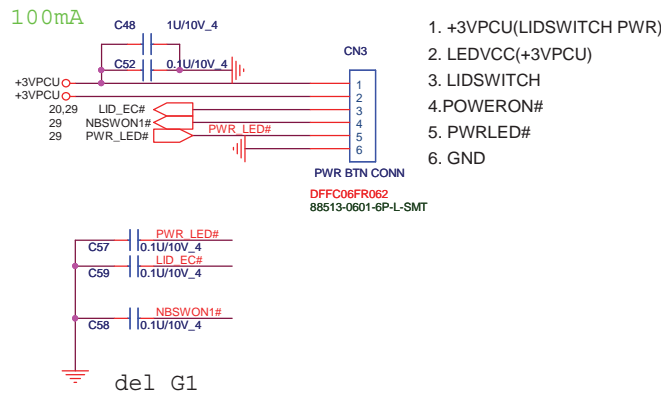 100mA
C48 1U/10V_4
C52 0.1U/10V_4
CN3
+3VPCU
+3VPCU
20,29 LID_EC#
29 NBSWON1#
29 PWR_LED#
PWR_LED#
1
2
3
4
5
6
PWR BTN CONN
DFFC06FR062
88513-0601-6P-L-SMT
1. +3VPCU(LIDSWITCH PWR)
2. LEDVCC(+3VPCU)
3. LIDSWITCH
4.POWERON#
5. PWRLED#
6. GND
C57 0.1U/10V_4 PWR_LED#
C59 0.1U/10V_4 LID_EC#
C58 0.1U/10V_4 NBSWON1#
del G1